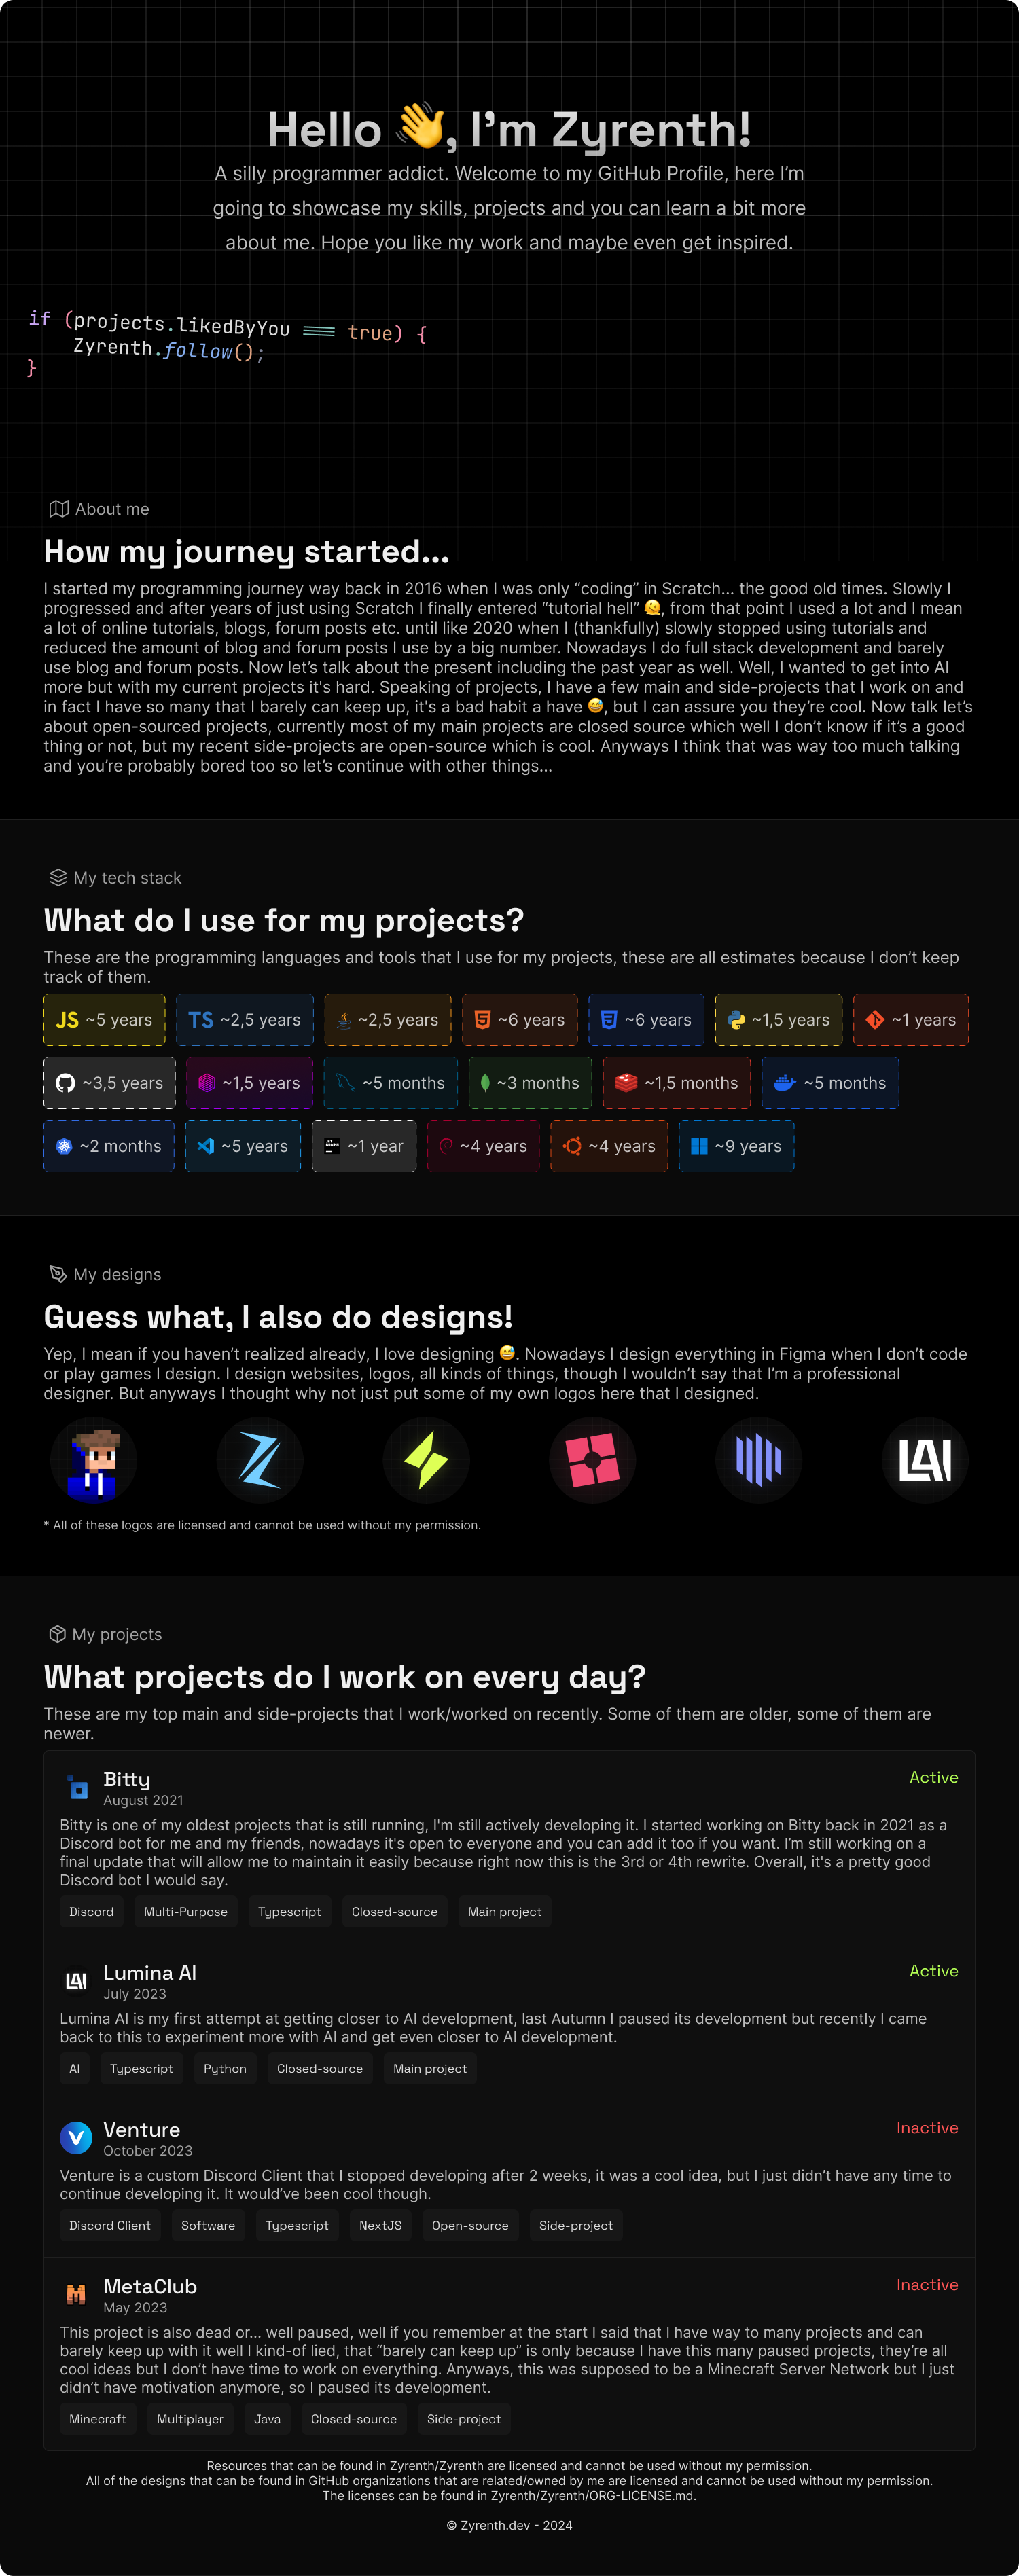 Hello 👋, I’m Zyrenth!
A silly programmer addict. Welcome to my GitHub Profile, here I’m
going to showcase my skills, projects and you can learn a bit more
about me. Hope you like my work and maybe even get inspired.
if (projects.likedByYou === true) {
Zyrenth.follow();
}
About me
How my journey started...
I started my programming journey way back in 2016 when I was only “coding” in Scratch... the good old times. Slowly I
progressed and after years of just using Scratch I finally entered “tutorial hell” 🫠, from that point I used a lot and I mean
a lot of online tutorials, blogs, forum posts etc. until like 2020 when I (thankfully) slowly stopped using tutorials and
reduced the amount of blog and forum posts I use by a big number. Nowadays I do full stack development and barely
use blog and forum posts. Now let’s talk about the present including the past year as well. Well, I wanted to get into AI
more but with my current projects it's hard. Speaking of projects, I have a few main and side-projects that I work on and
in fact I have so many that I barely can keep up, it's a bad habit a have 😅, but I can assure you they’re cool. Now talk let’s
about open-sourced projects, currently most of my main projects are closed source which well I don’t know if it’s a good
thing or not, but my recent side-projects are open-source which is cool. Anyways I think that was way too much talking
and you’re probably bored too so let’s continue with other things...
My tech stack
What do I use for my projects?
These are the programming languages and tools that I use for my projects, these are all estimates because I don’t keep
track of them.
JS ~5 years TS ~2,5 years ~2,5 years ~6 years ~6 years ~1,5 years ~1 years
~3,5 years ~1,5 years ~5 months ~3 months ~1,5 months ~5 months
~2 months ~5 years ~1 year ~4 years ~4 years ~9 years
My designs
Guess what, I also do designs!
Yep, I mean if you haven’t realized already, I love designing 😅. Nowadays I design everything in Figma when I don’t code
or play games I design. I design websites, logos, all kinds of things, though I wouldn’t say that I’m a professional
designer. But anyways I thought why not just put some of my own logos here that I designed.
LAI
* All of these logos are licensed and cannot be used without my permission.
My projects
What projects do I work on every day?
These are my top main and side-projects that I work/worked on recently. Some of them are older, some of them are
newer.
Bitty Active
August 2021
Bitty is one of my oldest projects that is still running, I'm still actively developing it. I started working on Bitty back in 2021 as a
Discord bot for me and my friends, nowadays it's open to everyone and you can add it too if you want. I’m still working on a
final update that will allow me to maintain it easily because right now this is the 3rd or 4th rewrite. Overall, it's a pretty good
Discord bot I would say.
Discord Multi-Purpose Typescript Closed-source Main project
LAI Lumina AI Active
July 2023
Lumina AI is my first attempt at getting closer to AI development, last Autumn I paused its development but recently I came
back to this to experiment more with AI and get even closer to AI development.
AI Typescript Python Closed-source Main project
Venture Inactive
October 2023
Venture is a custom Discord Client that I stopped developing after 2 weeks, it was a cool idea, but I just didn’t have any time to
continue developing it. It would’ve been cool though.
Discord Client Software Typescript NextJS Open-source Side-project
MetaClub Inactive
May 2023
This project is also dead or... well paused, well if you remember at the start I said that I have way to many projects and can
barely keep up with it well I kind-of lied, that “barely can keep up” is only because I have this many paused projects, they’re all
cool ideas but I don’t have time to work on everything. Anyways, this was supposed to be a Minecraft Server Network but I just
didn’t have motivation anymore, so I paused its development.
Minecraft Multiplayer Java Closed-source Side-project
Resources that can be found in Zyrenth/Zyrenth are licensed and cannot be used without my permission.
All of the designs that can be found in GitHub organizations that are related/owned by me are licensed and cannot be used without my permission.
The licenses can be found in Zyrenth/Zyrenth/ORG-LICENSE.md.
© Zyrenth.dev - 2024